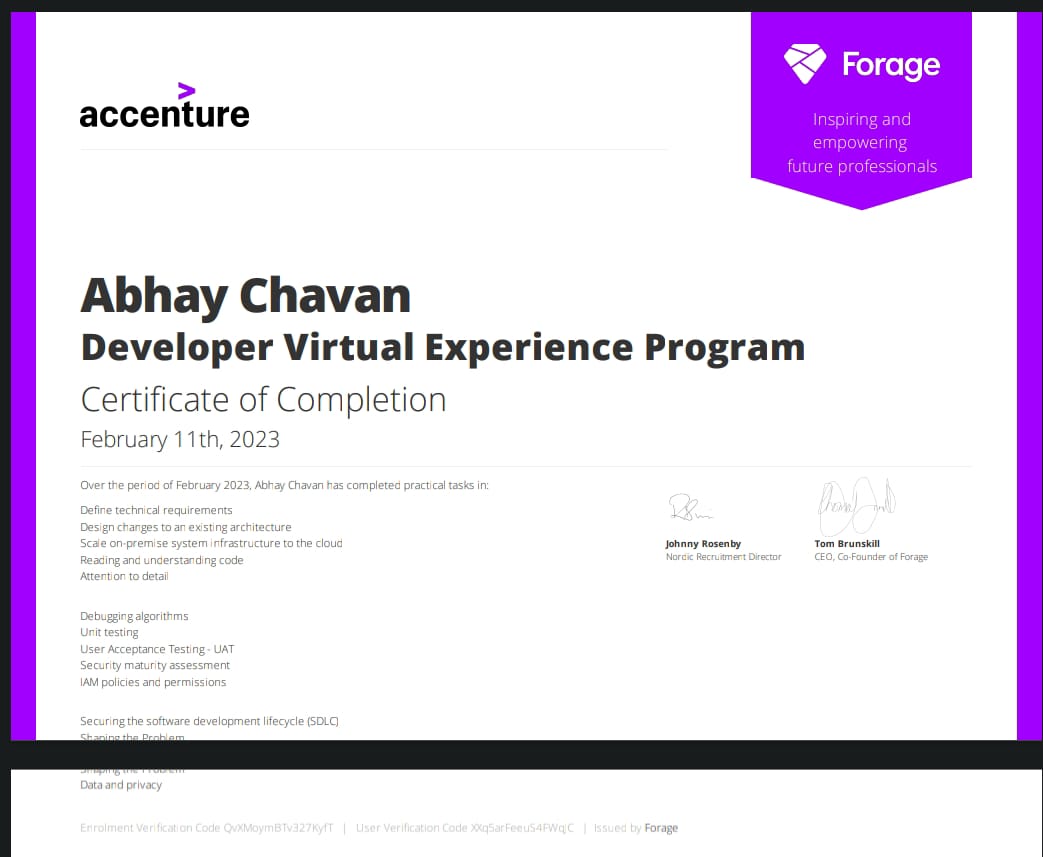 accenture
Forage
Inspiring and
empowering
future professionals
Abhay Chavan
Developer Virtual Experience Program
Certificate of Completion
February 11th, 2023
Over the period of February 2023, Abhay Chavan has completed practical tasks in:
Define technical requirements
Design changes to an existing architecture
Scale on-premise system infrastructure to the cloud
Reading and understanding code
Attention to detail
Johnny Rosenby
Nordic Recruitment Director
Tom Brunskill
CEO, Co-Founder of Forage
Debugging algorithms
Unit testing
User Acceptance Testing - UAT
Security maturity assessment
IAM policies and permissions
Securing the software development lifecycle (SDLC)
Shaping the Problem
Shaping the Problem
Data and privacy
Enrolment Verification Code QvXMoymBTv327KyfT | User Verification Code XXq5arFeeuS4FWqjC | Issued by Forage